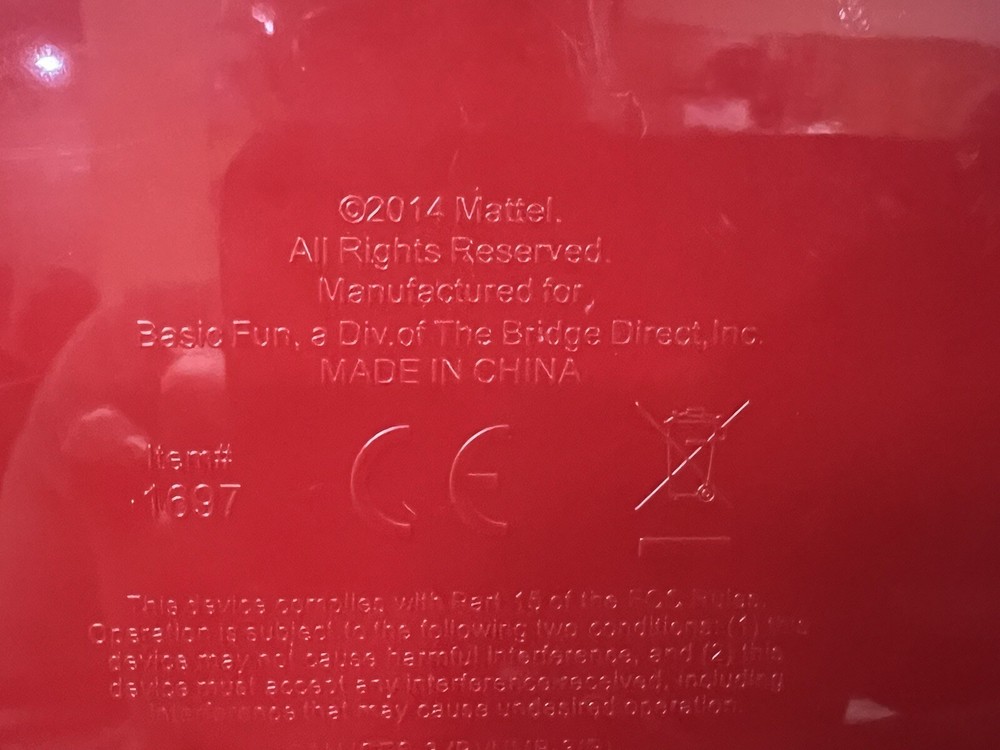 ©2014 Mattel.
All Rights Reserved.
Manufactured for,
Basic Fun, a Div.of The Bridge Direct,Inc.
MADE IN CHINA
Item#
1697
CE
This device complies with Part 15 of the FCC Rules.
Operation is subject to the following two conditions: (1) this
device may not cause harmful interference, and (2) this
device must accept any interference received, including
interference that may cause undesired operation.